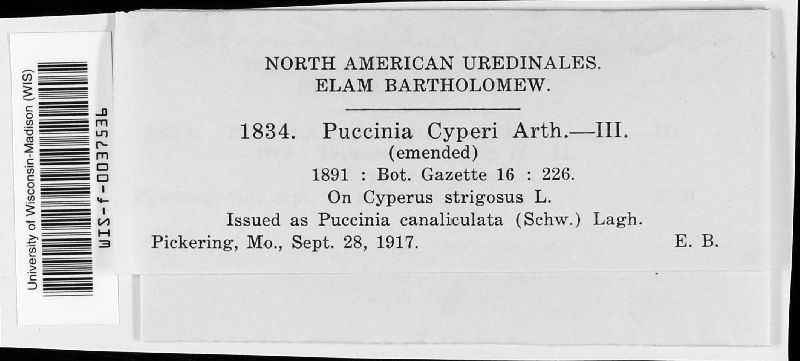 University of Wisconsin-Madison (WIS)
WIS-f-0037536
NORTH AMERICAN UREDINALES.
ELAM BARTHOLOMEW.
1834. Puccinia Cyperi Arth.—III.
(emended)
1891 : Bot. Gazette 16 : 226.
On Cyperus strigosus L.
Issued as Puccinia canaliculata (Schw.) Lagh.
Pickering, Mo., Sept. 28, 1917. E. B.